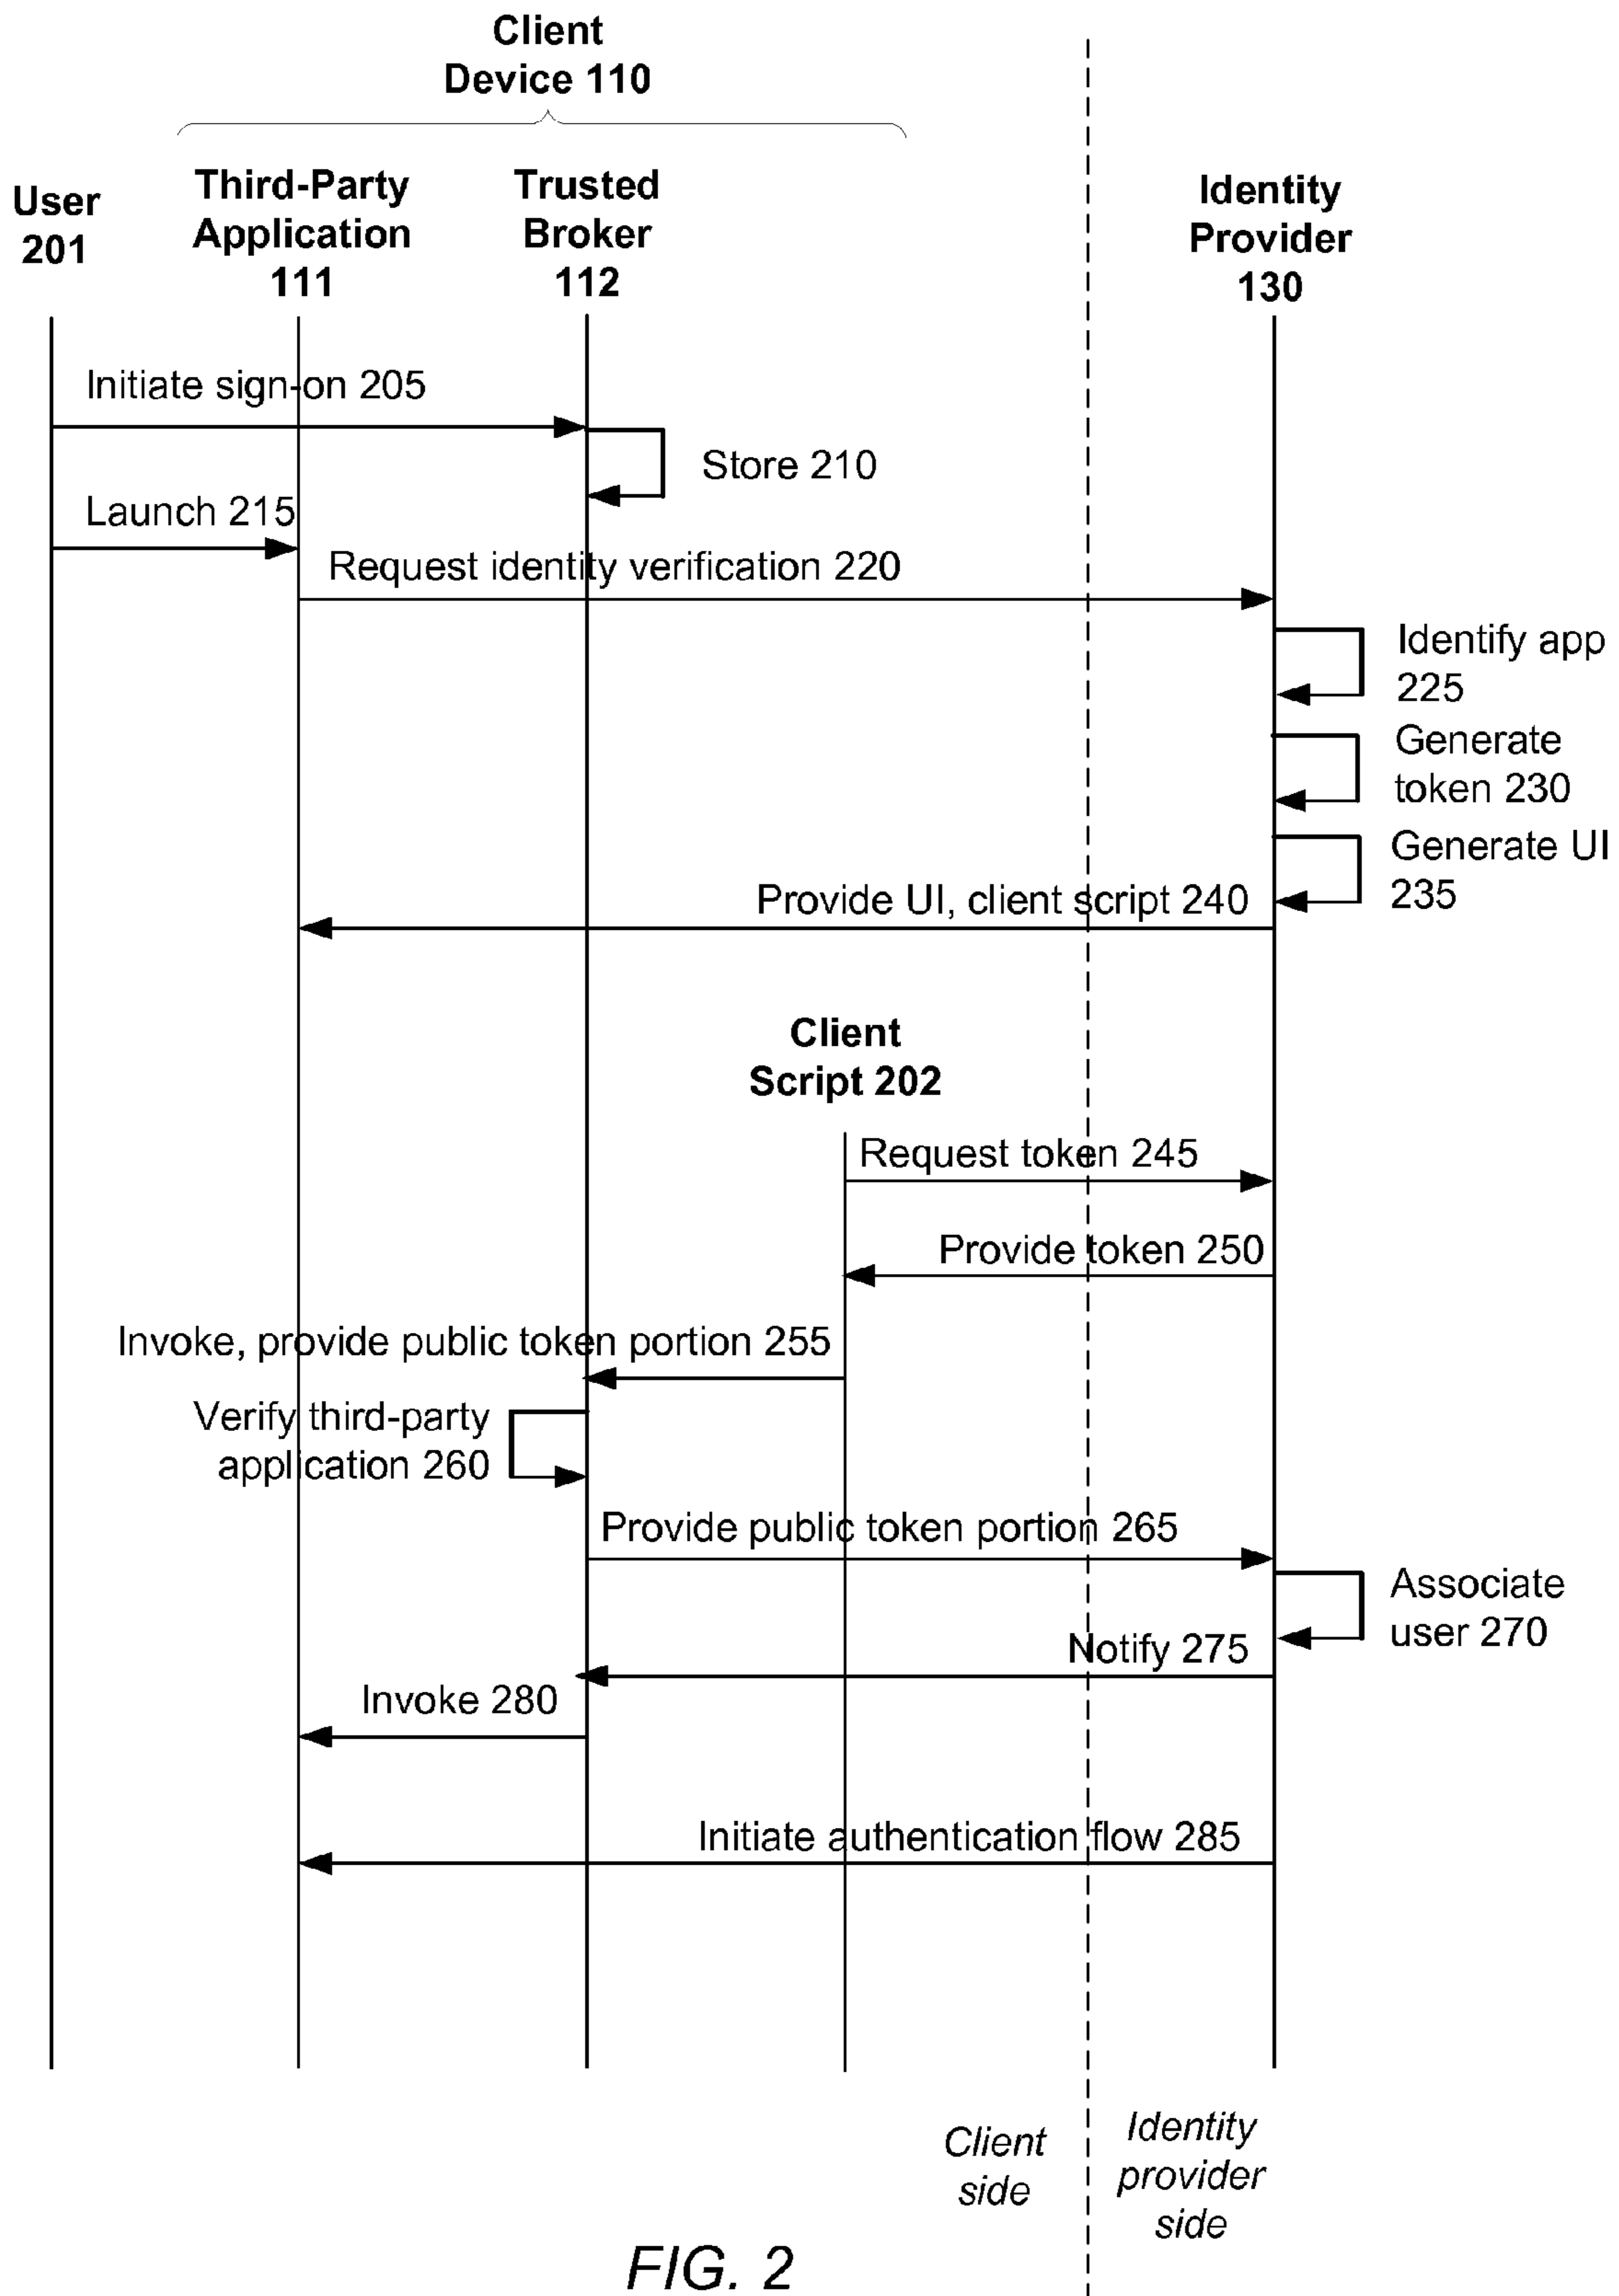 Client
Device 110
User
201
Third-Party
Application
111
Trusted
Broker
112
Identity
Provider
130
Initiate sign-on 205
Store 210
Launch 215
Request identity verification 220
Identify app
225
Generate
token 230
Generate UI
235
Provide UI, client script 240
Client
Script 202
Request token 245
Provide token 250
Invoke, provide public token portion 255
Verify third-party
application 260
Provide public token portion 265
Associate
user 270
Notify 275
Invoke 280
Initiate authentication flow 285
Client
side
Identity
provider
side
FIG. 2